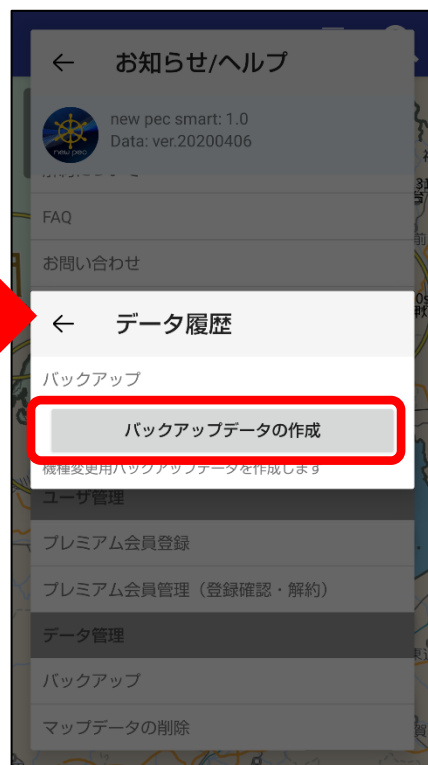 お知らせ/ヘルプ
new pec smart: 1.0
Data: ver.20200406
new pec
FAQ
お問い合わせ
データ履歴
バックアップ
バックアップデータの作成
機種変更用バックアップデータを作成します
ユーザ管理
プレミアム会員登録
プレミアム会員管理（登録確認・解約）
データ管理
バックアップ
マップデータの削除